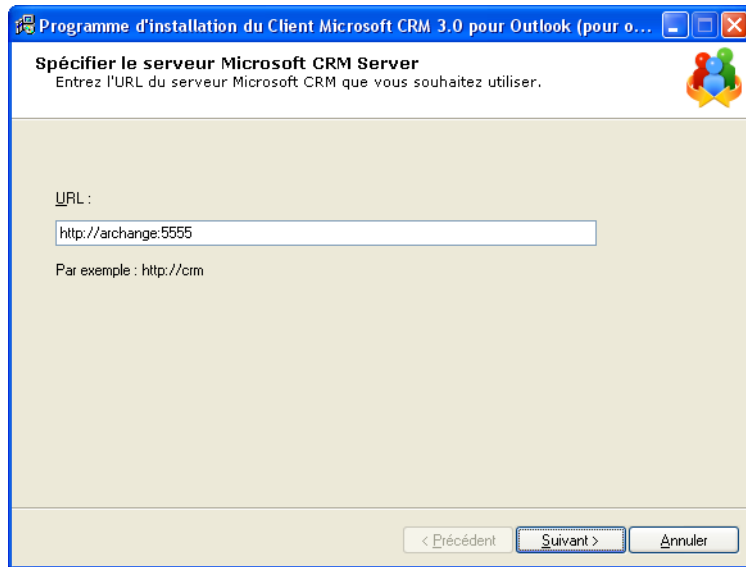 Programme d'installation du Client Microsoft CRM 3.0 pour Outlook (pour o...
Spécifier le serveur Microsoft CRM Server
Entrez l'URL du serveur Microsoft CRM que vous souhaitez utiliser.
URL :
http://archange:5555
Par exemple : http://crm
< Précédent Suivant > Annuler